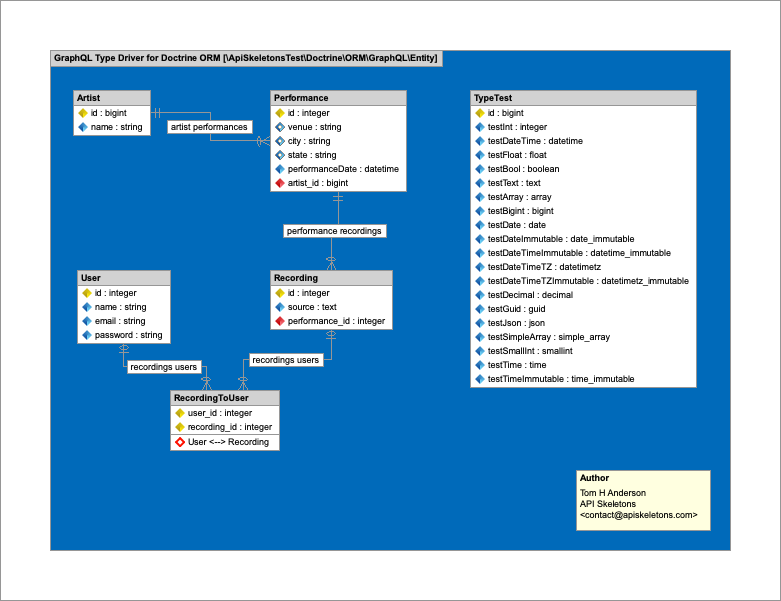 GraphQL Type Driver for Doctrine ORM [\ApiSkeletonsTest\Doctrine\ORM\GraphQL\Entity]
Artist
id : bigint
name : string
artist performances
Performance
id : integer
venue : string
city : string
state : string
performanceDate : datetime
artist_id : bigint
performance recordings
TypeTest
id : bigint
testInt : integer
testDateTime : datetime
testFloat : float
testBool : boolean
testText : text
testArray : array
testBigint : bigint
testDate : date
testDateImmutable : date_immutable
testDateTimeImmutable : datetime_immutable
testDateTimeTZ : datetimetz
testDateTimeTZImmutable : datetimetz_immutable
testDecimal : decimal
testGuid : guid
testJson : json
testSimpleArray : simple_array
testSmallInt : smallint
testTime : time
testTimeImmutable : time_immutable
User
id : integer
name : string
email : string
password : string
Recording
id : integer
source : text
performance_id : integer
recordings users
recordings users
RecordingToUser
user_id : integer
recording_id : integer
User <--> Recording
Author
Tom H Anderson
API Skeletons
<contact@apiskeletons.com>